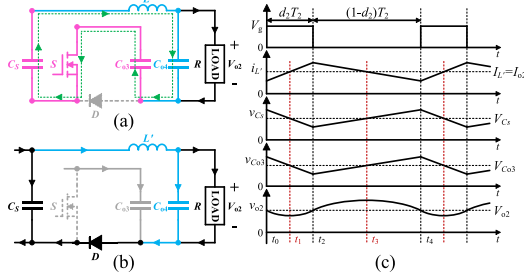 L'
C_S
S
C_o3
C_o4
R
LOAD
+
V_o2
-
D
(a)
L'
C_S
S
C_o3
C_o4
R
LOAD
+
V_o2
-
D
(b)
d_2T_2
(1-d_2)T_2
V_g
t
i_L'
I_L'=I_o2
t
v_Cs
V_Cs
t
v_Co3
V_Co3
t
v_o2
V_o2
t_0
t_1
t_2
t_3
t_4
t
(c)